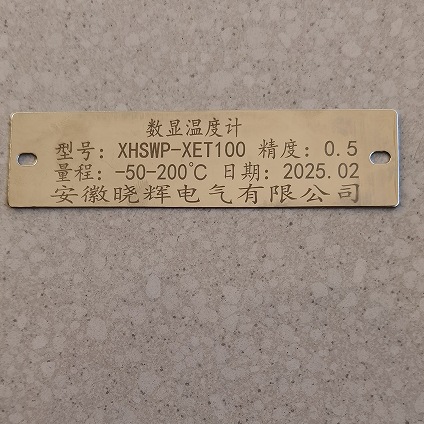 数显温度计
型号: XHSWP-XET100 精度: 0.5
量程: -50-200℃ 日期: 2025.02
安徽晓辉电气有限公司